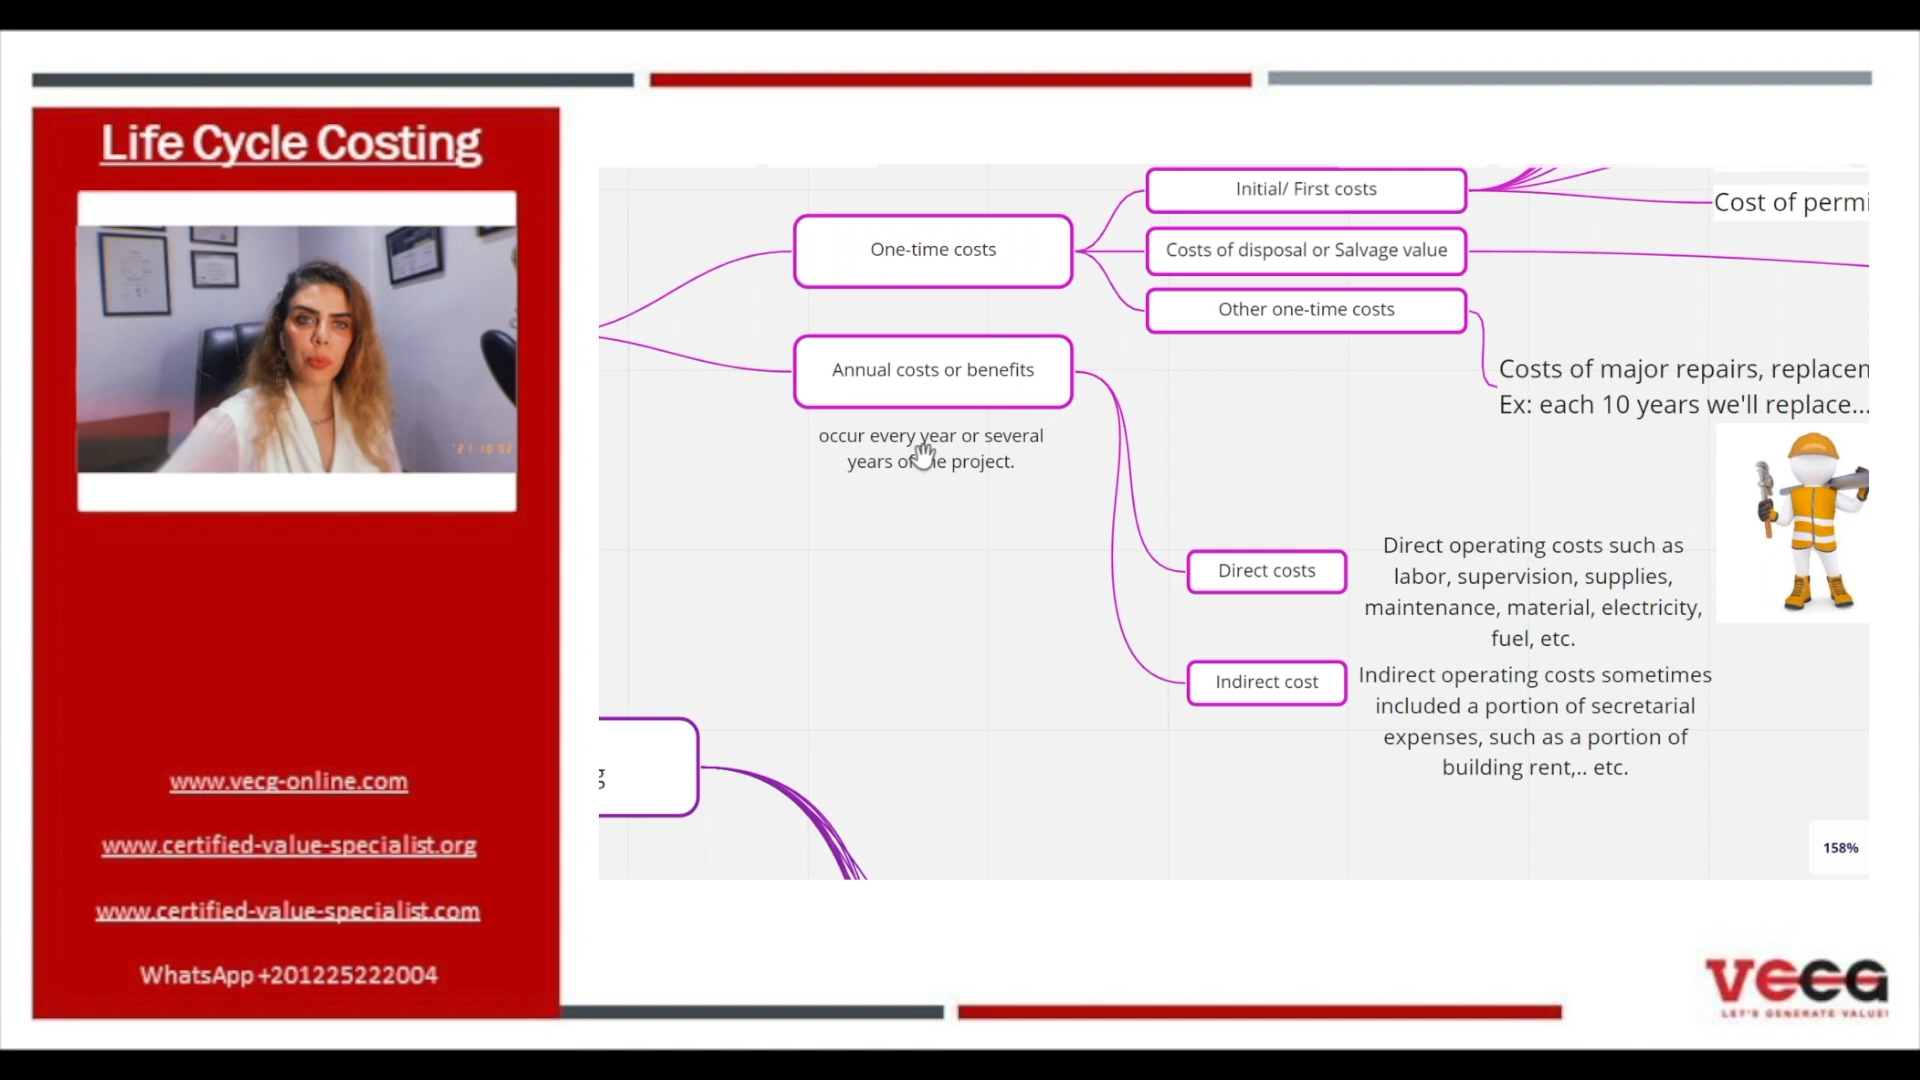 Life Cycle Costing
'21 10 02
www.vecg-online.com
www.certified-value-specialist.org
www.certified-value-specialist.com
WhatsApp +201225222004
Initial/ First costs
Cost of permi
One-time costs
Costs of disposal or Salvage value
Other one-time costs
Annual costs or benefits
Costs of major repairs, replacem
Ex: each 10 years we'll replace...
occur every year or several
years of the project.
Direct costs
Direct operating costs such as
labor, supervision, supplies,
maintenance, material, electricity,
fuel, etc.
Indirect cost
Indirect operating costs sometimes
included a portion of secretarial
expenses, such as a portion of
building rent,.. etc.
g
158%
VECG
LET'S GENERATE VALUE!